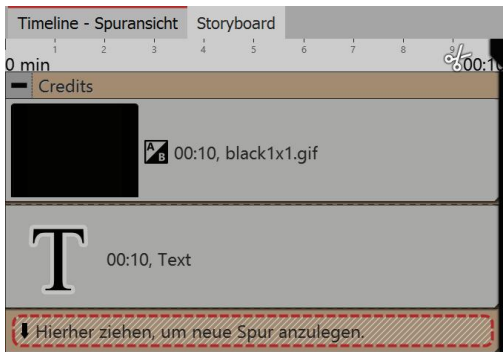 Timeline - Spuransicht Storyboard
1 2 3 4 5 6 7 8 9
0 min 00:10
Credits
A B 00:10, black1x1.gif
T 00:10, Text
Hierher ziehen, um neue Spur anzulegen.